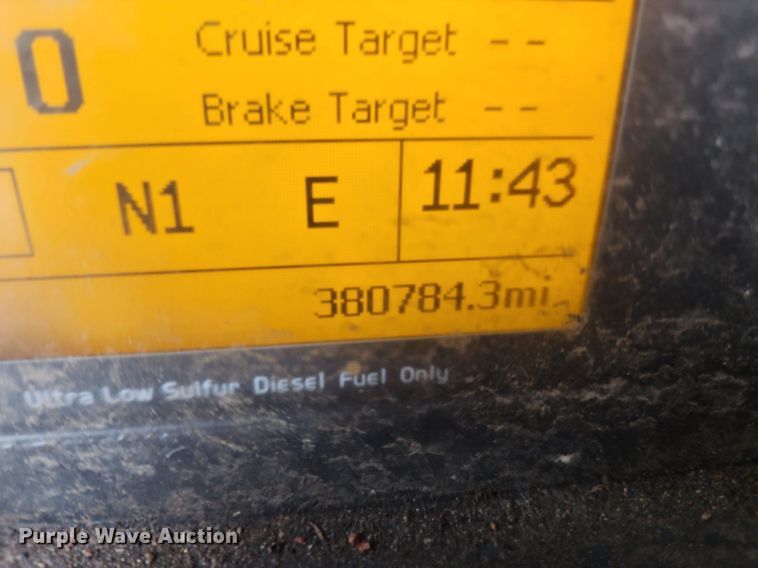 0
Cruise Target --
Brake Target --
N1 E 11:43
380784.3mi
Ultra Low Sulfur Diesel Fuel Only
Purple Wave Auction